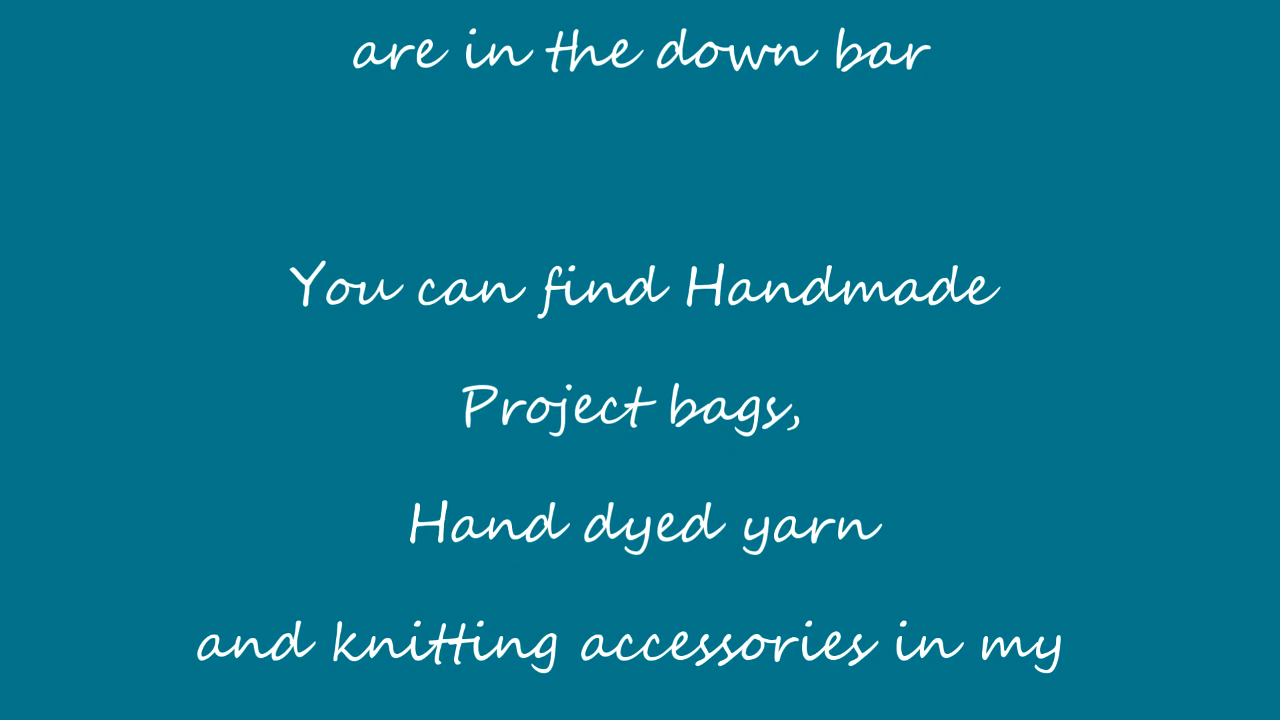 are in the down bar
You can find Handmade
Project bags,
Hand dyed yarn
and knitting accessories in my